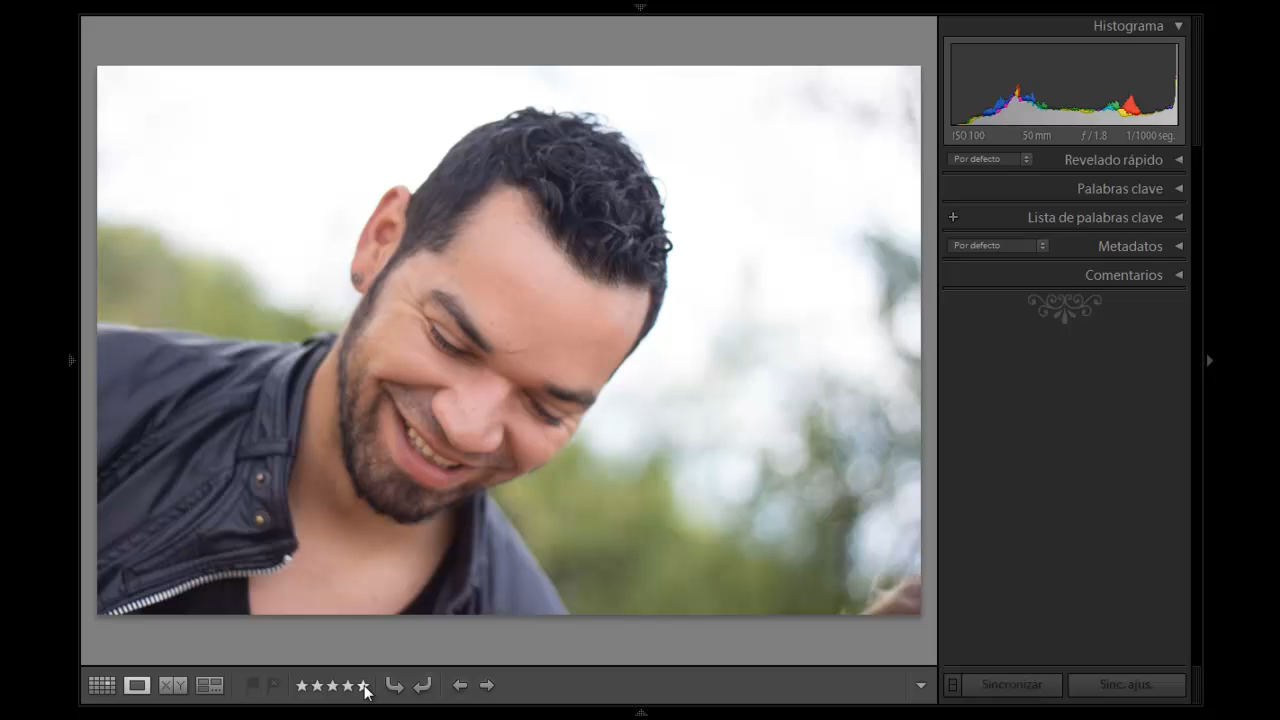 Histograma
ISO 100 50 mm ƒ / 1.8 1/1000 seg.
Por defecto Revelado rápido
Palabras clave
Lista de palabras clave
Por defecto Metadatos
Comentarios
XY
Sincronizar Sinc. ajus.